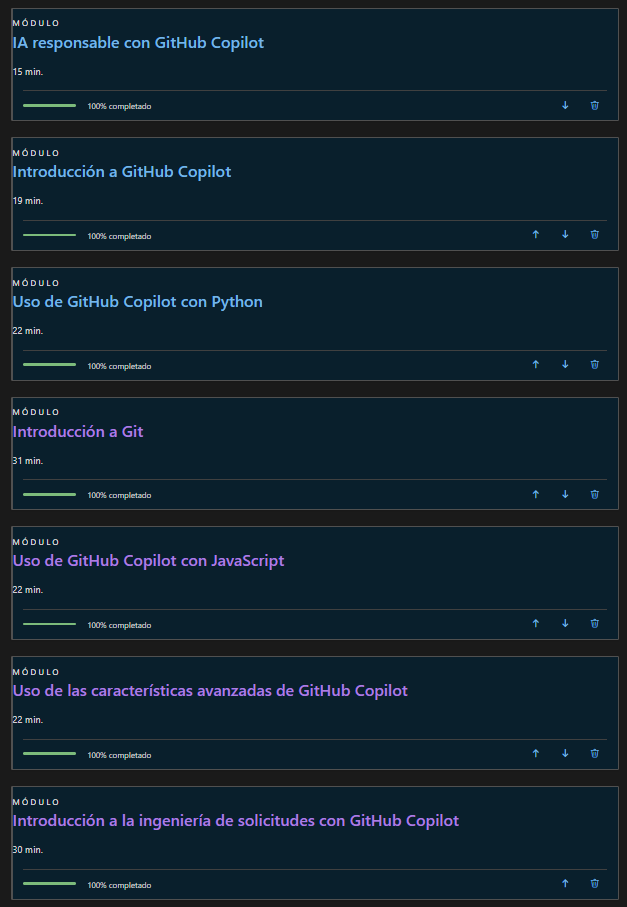 MÓDULO
IA responsable con GitHub Copilot
15 min.
100% completado
MÓDULO
Introducción a GitHub Copilot
19 min.
100% completado
MÓDULO
Uso de GitHub Copilot con Python
22 min.
100% completado
MÓDULO
Introducción a Git
31 min.
100% completado
MÓDULO
Uso de GitHub Copilot con JavaScript
22 min.
100% completado
MÓDULO
Uso de las características avanzadas de GitHub Copilot
22 min.
100% completado
MÓDULO
Introducción a la ingeniería de solicitudes con GitHub Copilot
30 min.
100% completado